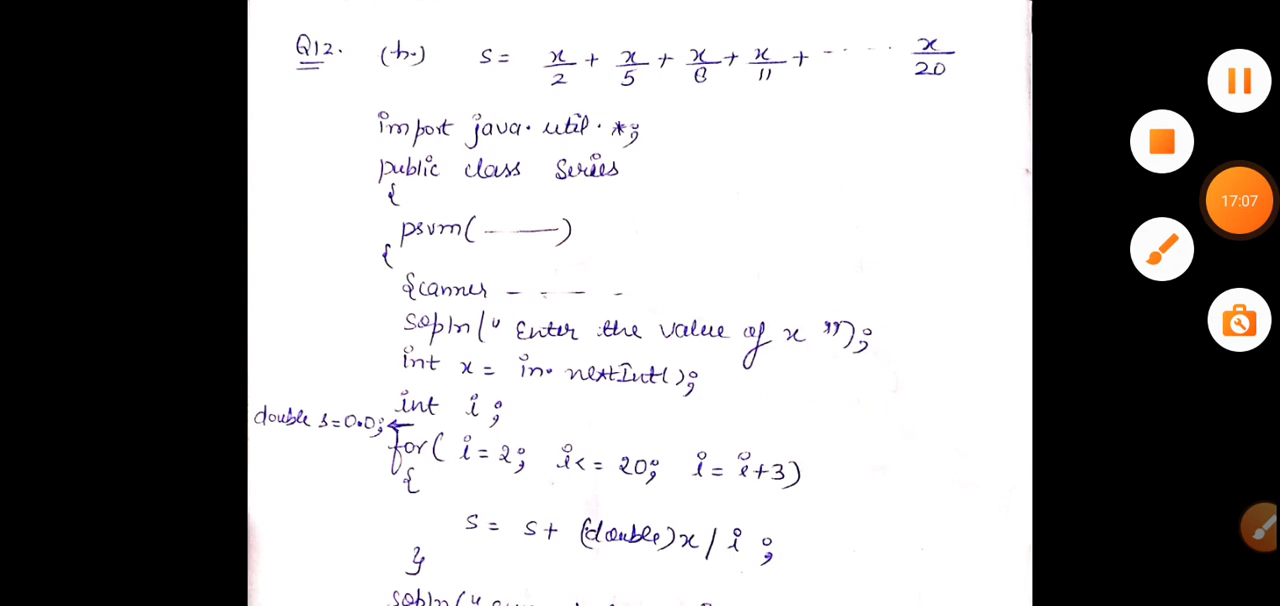 Q12. (b.) S = x/2 + x/5 + x/8 + x/11 + - - - - x/20
import java.util.*;
public class Series
{
psvm( —— )
{
Scanner - - - -
Sopln (" Enter the value of x ");
int x = in.nextInt();
int i ;
double s=0.0;
for( i=2; i<= 20; i= i+3)
{
s = s+ (double)x/i ;
}
sopln ("
17:07